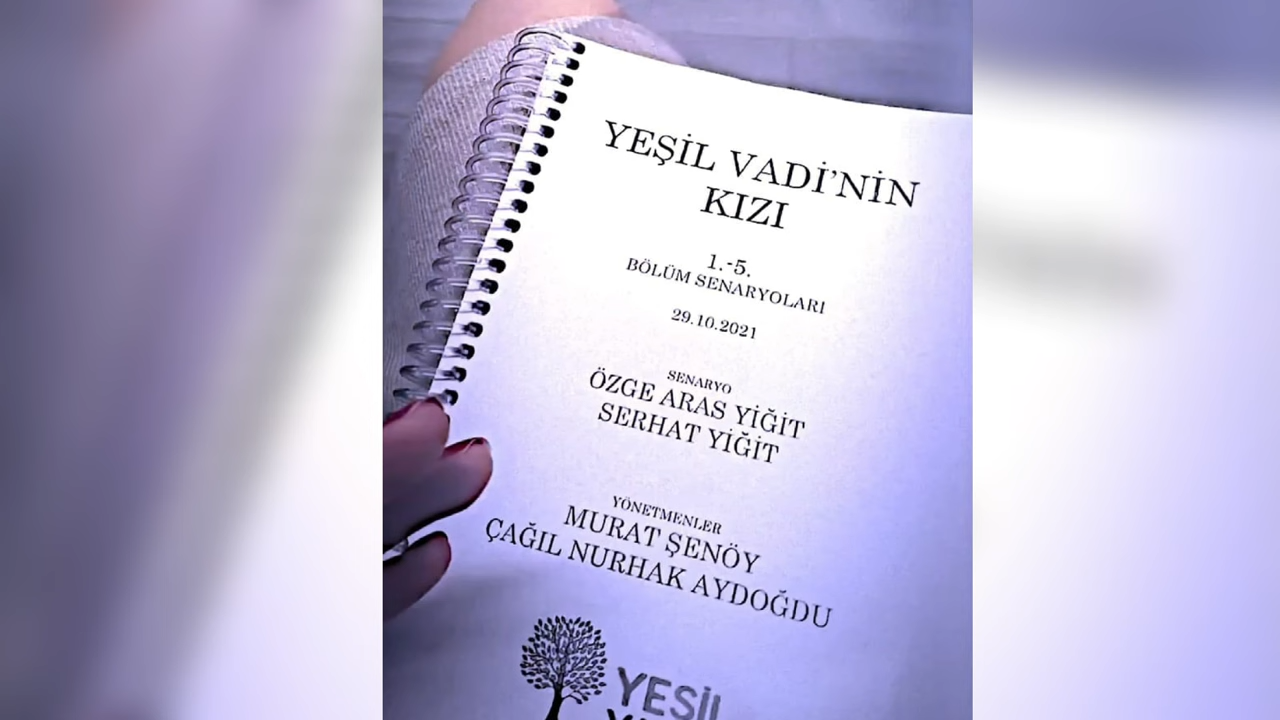 YEŞİL VADİ'NİN
KIZI
1.-5.
BÖLÜM SENARYOLARI
29.10.2021
SENARYO
ÖZGE ARAS YİĞİT
SERHAT YİĞİT
YÖNETMENLER
MURAT ŞENÖY
ÇAĞIL NURHAK AYDOĞDU
YEŞİL